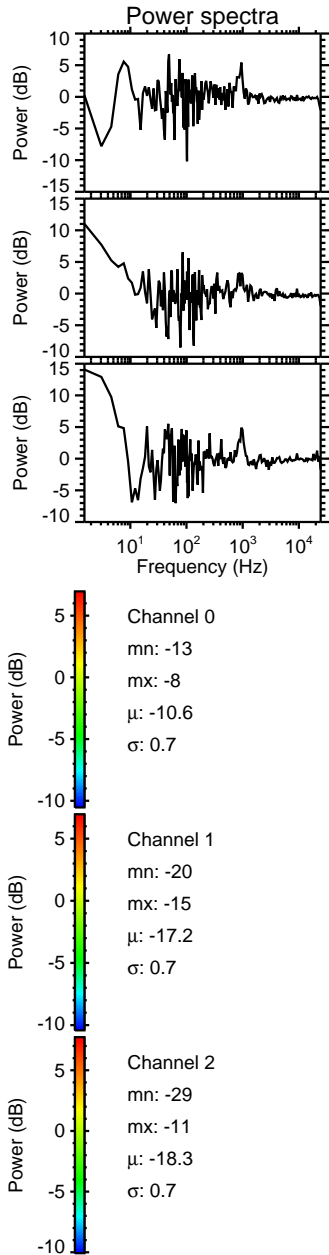 Power spectra
10
5
0
-5
-10
-15
Power (dB)
15
10
5
0
-5
-10
Power (dB)
15
10
5
0
-5
-10
Power (dB)
10¹ 10² 10³ 10⁴
Frequency (Hz)
5
0
-5
-10
Power (dB)
Channel 0
mn: -13
mx: -8
μ: -10.6
σ: 0.7
5
0
-5
-10
Power (dB)
Channel 1
mn: -20
mx: -15
μ: -17.2
σ: 0.7
5
0
-5
-10
Power (dB)
Channel 2
mn: -29
mx: -11
μ: -18.3
σ: 0.7